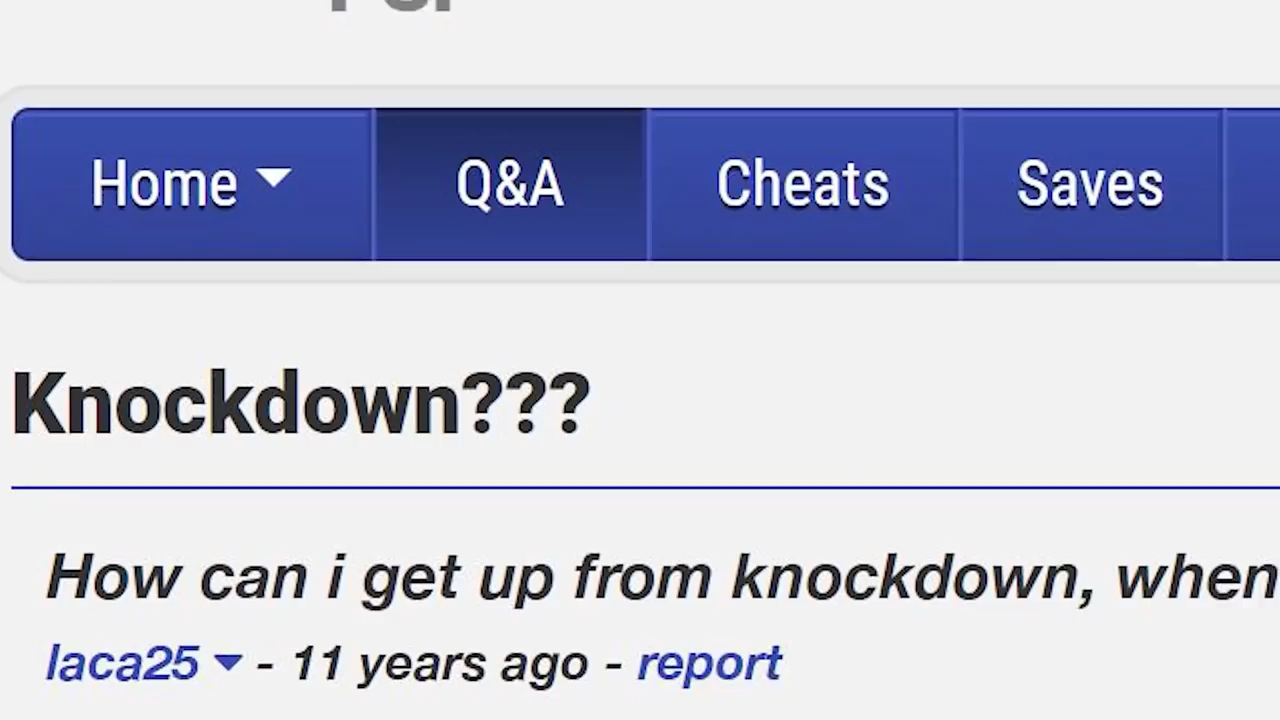 Home Q&A Cheats Saves
Knockdown???
How can i get up from knockdown, when
laca25 - 11 years ago - report